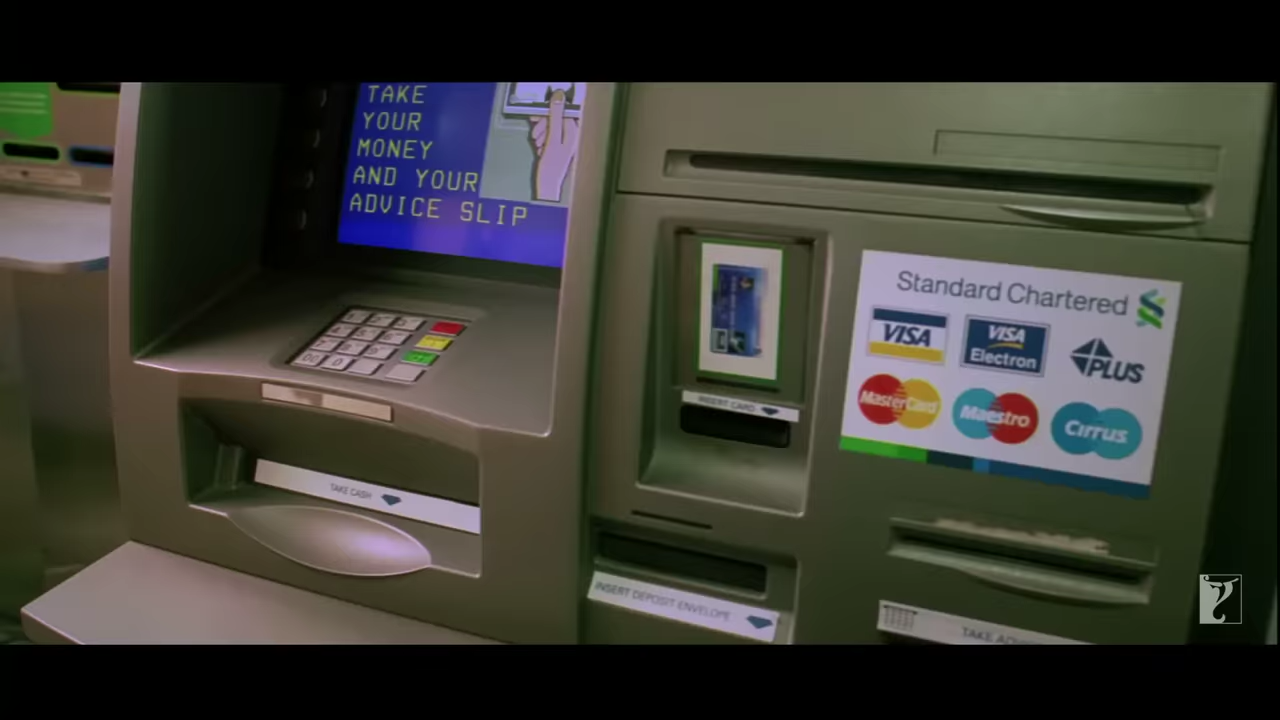 TAKE
YOUR
MONEY
AND YOUR
ADVICE SLIP
INSERT CARD
TAKE CASH
INSERT DEPOSIT ENVELOPE
Standard Chartered
VISA
VISA
Electron
PLUS
MasterCard
Maestro
Cirrus
TAKE